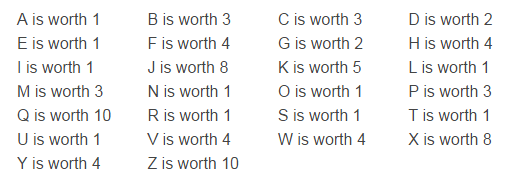 A is worth 1 B is worth 3 C is worth 3 D is worth 2
E is worth 1 F is worth 4 G is worth 2 H is worth 4
I is worth 1 J is worth 8 K is worth 5 L is worth 1
M is worth 3 N is worth 1 O is worth 1 P is worth 3
Q is worth 10 R is worth 1 S is worth 1 T is worth 1
U is worth 1 V is worth 4 W is worth 4 X is worth 8
Y is worth 4 Z is worth 10